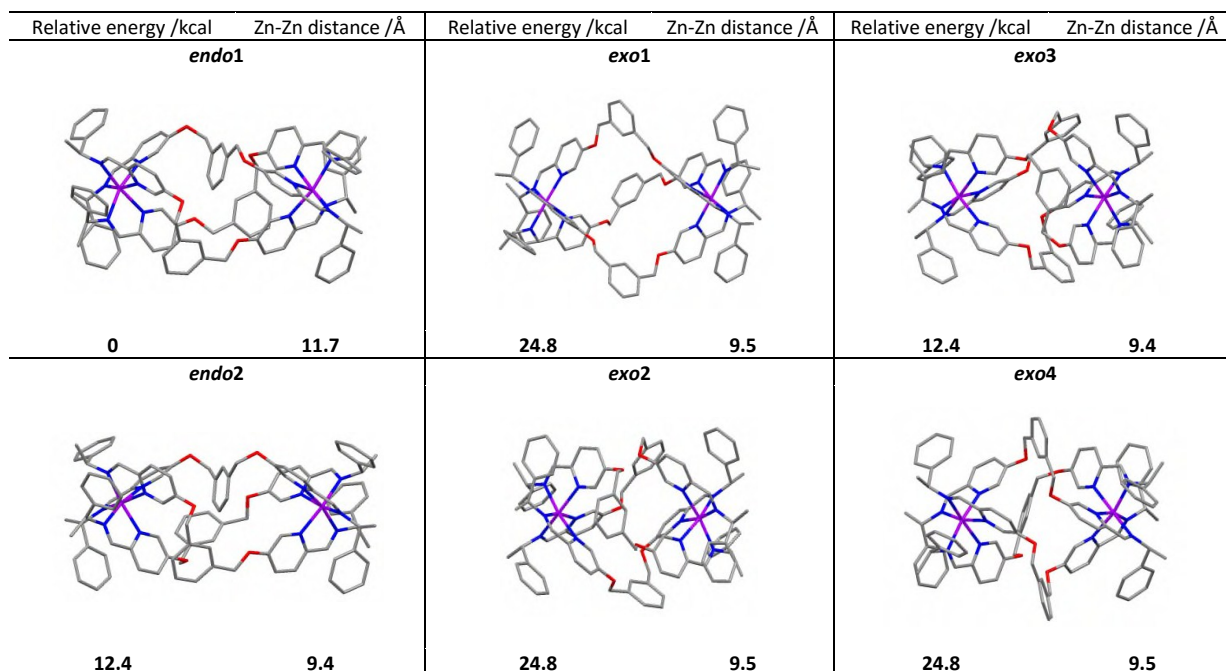 Relative energy /kcal Zn-Zn distance /Å Relative energy /kcal Zn-Zn distance /Å Relative energy /kcal Zn-Zn distance /Å
endo1 exo1 exo3
0 11.7 24.8 9.5 12.4 9.4
endo2 exo2 exo4
12.4 9.4 24.8 9.5 24.8 9.5